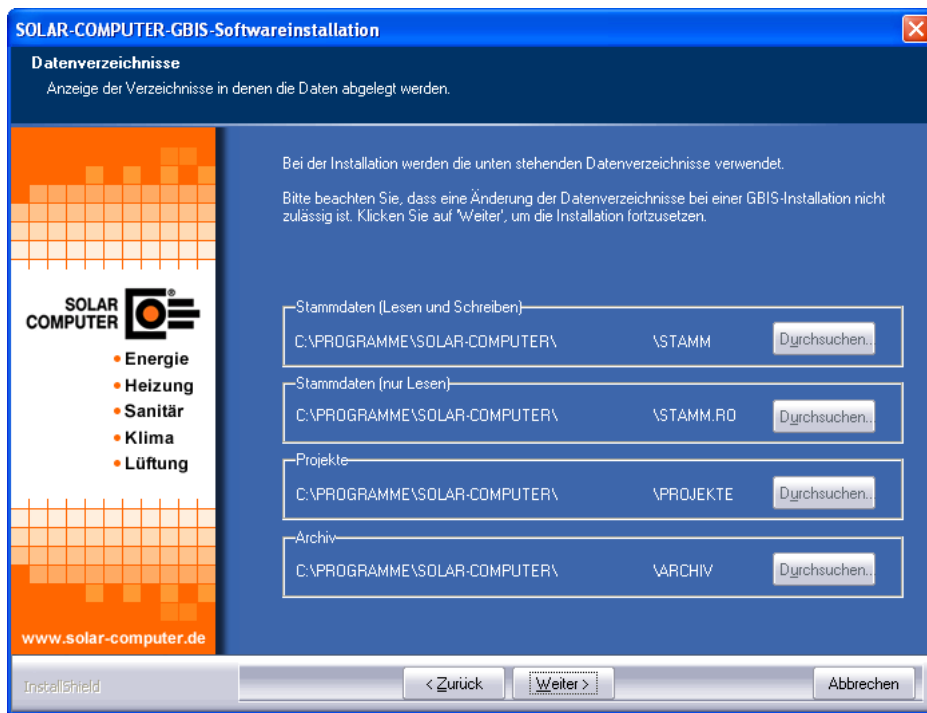 SOLAR-COMPUTER-GBIS-Softwareinstallation
Datenverzeichnisse
Anzeige der Verzeichnisse in denen die Daten abgelegt werden.
Bei der Installation werden die unten stehenden Datenverzeichnisse verwendet.
Bitte beachten Sie, dass eine Änderung der Datenverzeichnisse bei einer GBIS-Installation nicht
zulässig ist. Klicken Sie auf 'Weiter', um die Installation fortzusetzen.
SOLAR
COMPUTER ®
• Energie
• Heizung
• Sanitär
• Klima
• Lüftung
www.solar-computer.de
Stammdaten (Lesen und Schreiben)
C:\PROGRAMME\SOLAR-COMPUTER\ \STAMM Durchsuchen...
Stammdaten (nur Lesen)
C:\PROGRAMME\SOLAR-COMPUTER\ \STAMM.RO Durchsuchen...
Projekte
C:\PROGRAMME\SOLAR-COMPUTER\ \PROJEKTE Durchsuchen...
Archiv
C:\PROGRAMME\SOLAR-COMPUTER\ \ARCHIV Durchsuchen...
InstallShield
< Zurück Weiter > Abbrechen